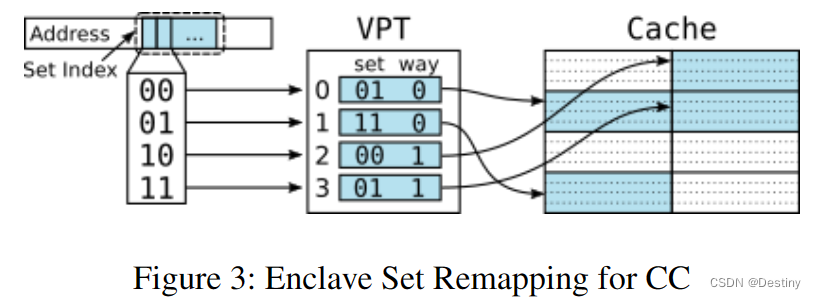 VPT
Cache
Address
...
Set Index
set way
00
0
01 0
01
1
11 0
10
2
00 1
11
3
01 1
Figure 3: Enclave Set Remapping for CC
CSDN @Destiny